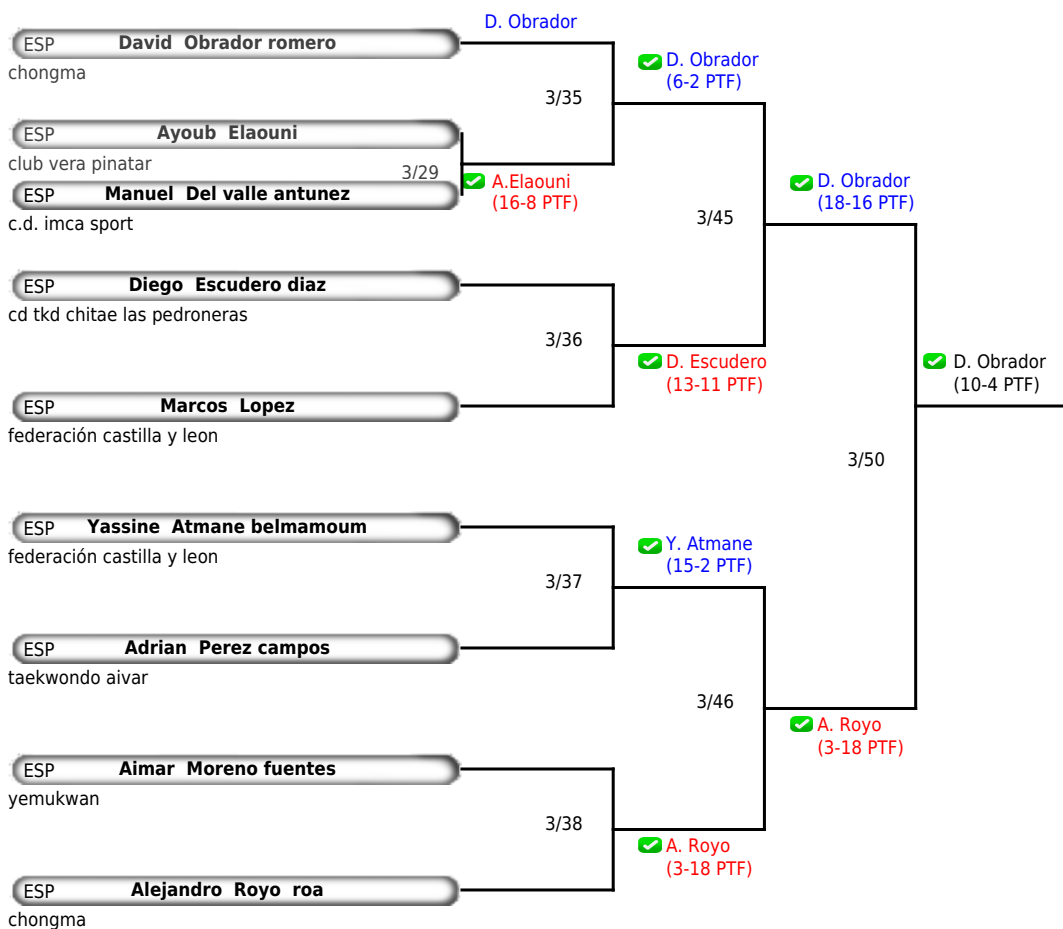 D. Obrador
ESP David Obrador romero
chongma
D. Obrador
(6-2 PTF)
3/35
ESP Ayoub Elaouni
club vera pinatar
3/29
A.Elaouni
(16-8 PTF)
ESP Manuel Del valle antunez
c.d. imca sport
D. Obrador
(18-16 PTF)
3/45
ESP Diego Escudero diaz
cd tkd chitae las pedroneras
3/36
D. Escudero
(13-11 PTF)
D. Obrador
(10-4 PTF)
ESP Marcos Lopez
federación castilla y leon
3/50
ESP Yassine Atmane belmamoum
federación castilla y leon
Y. Atmane
(15-2 PTF)
3/37
ESP Adrian Perez campos
taekwondo aivar
3/46
A. Royo
(3-18 PTF)
ESP Aimar Moreno fuentes
yemukwan
3/38
A. Royo
(3-18 PTF)
ESP Alejandro Royo roa
chongma